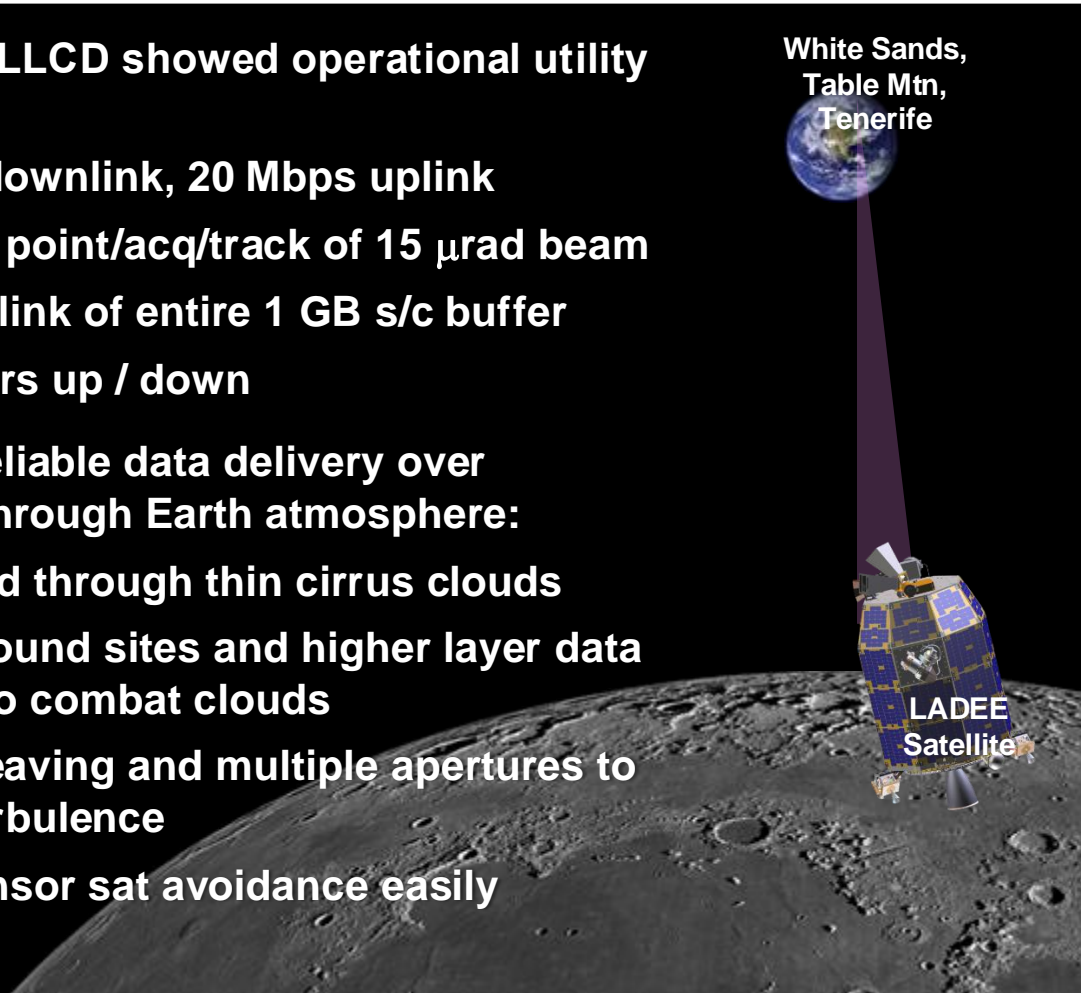 LLCD showed operational utility
downlink, 20 Mbps uplink
point/acq/track of 15 μrad beam
link of entire 1 GB s/c buffer
rs up / down
eliable data delivery over
hrough Earth atmosphere:
d through thin cirrus clouds
ound sites and higher layer data
o combat clouds
eaving and multiple apertures to
rbulence
nsor sat avoidance easily
White Sands,
Table Mtn,
Tenerife
LADEE
Satellite